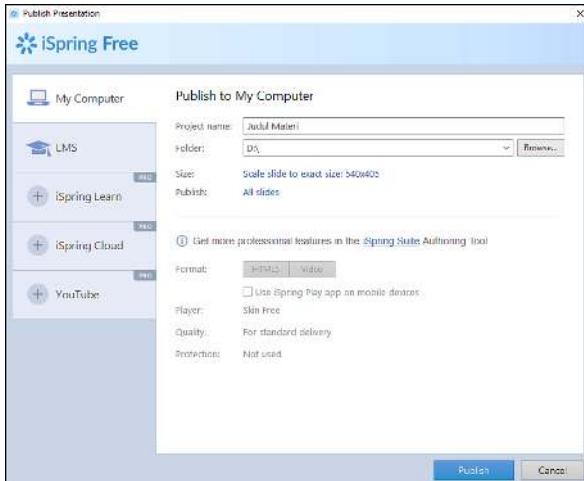 Publish Presentation
iSpring Free
My Computer
LMS
PRO
iSpring Learn
PRO
iSpring Cloud
PRO
YouTube
Publish to My Computer
Project name: Judul Materi
Folder: D:\ Browse...
Size: Scale slide to exact size: 540x405
Publish: All slides
Get more professional features in the iSpring Suite Authoring Tool
Format: HTML5 Video
Use iSpring Play app on mobile devices
Player: Skin Free
Quality: For standard delivery
Protection: Not used
Publish Cancel